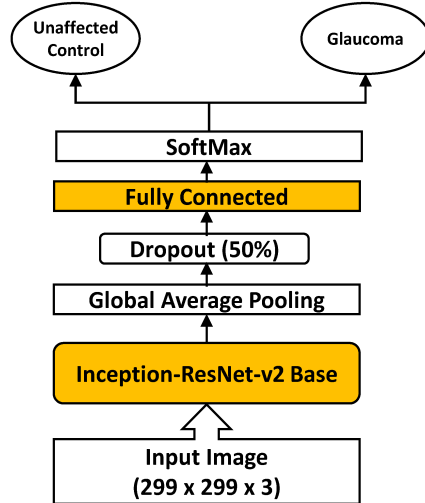 Unaffected
Control
Glaucoma
SoftMax
Fully Connected
Dropout (50%)
Global Average Pooling
Inception-ResNet-v2 Base
Input Image
(299 x 299 x 3)